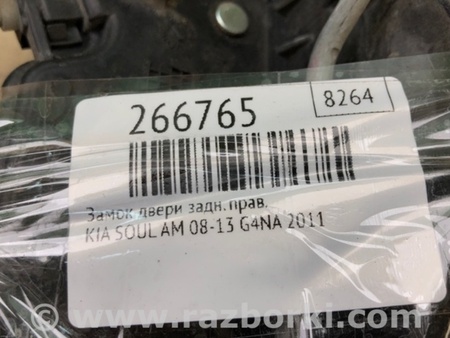 266765
8264
Замок двери задн.прав.
KIA SOUL AM 08-13 G4NA 2011
© www.razborki.com